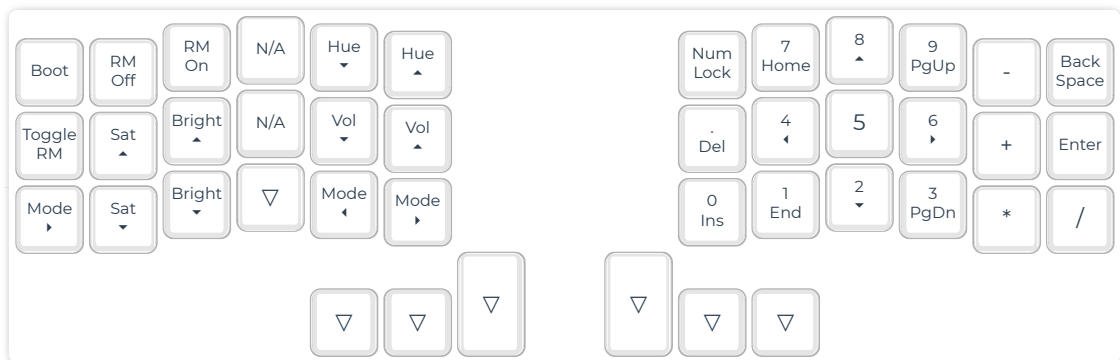 Boot
RM
Off
RM
On
N/A
Hue
Hue
Num
Lock
7
Home
8
9
PgUp
-
Back
Space
Toggle
RM
Sat
Bright
N/A
Vol
Vol
.
Del
4
5
6
+
Enter
Mode
Sat
Bright
Mode
Mode
0
Ins
1
End
2
3
PgDn
*
/